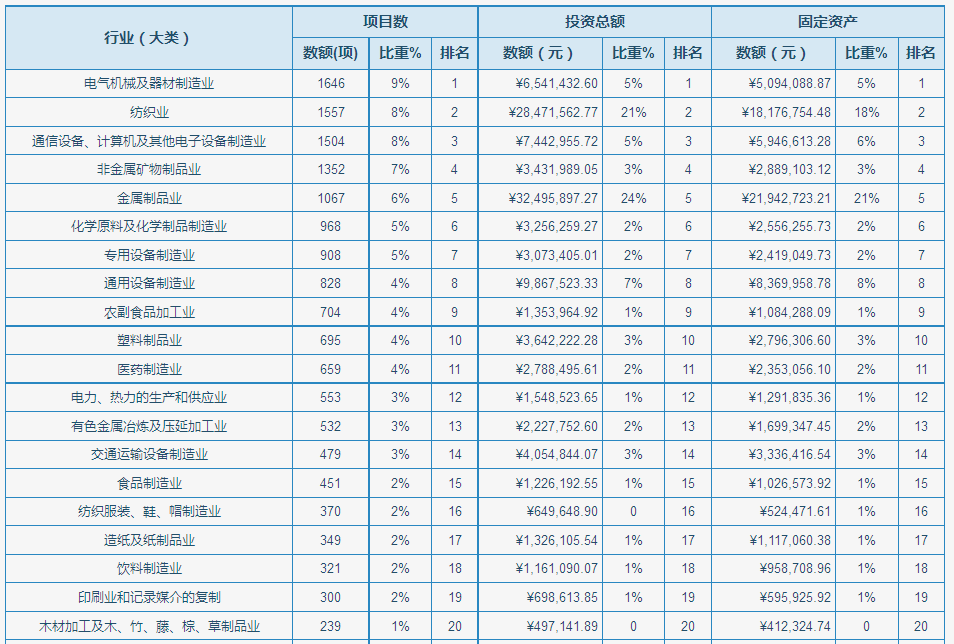 行业（大类） 项目数 投资总额 固定资产
数额(项) 比重% 排名 数额（元） 比重% 排名 数额（元） 比重% 排名
电气机械及器材制造业 1646 9% 1 ¥6,541,432.60 5% 1 ¥5,094,088.87 5% 1
纺织业 1557 8% 2 ¥28,471,562.77 21% 2 ¥18,176,754.48 18% 2
通信设备、计算机及其他电子设备制造业 1504 8% 3 ¥7,442,955.72 5% 3 ¥5,946,613.28 6% 3
非金属矿物制品业 1352 7% 4 ¥3,431,989.05 3% 4 ¥2,889,103.12 3% 4
金属制品业 1067 6% 5 ¥32,495,897.27 24% 5 ¥21,942,723.21 21% 5
化学原料及化学制品制造业 968 5% 6 ¥3,256,259.27 2% 6 ¥2,556,255.73 2% 6
专用设备制造业 908 5% 7 ¥3,073,405.01 2% 7 ¥2,419,049.73 2% 7
通用设备制造业 828 4% 8 ¥9,867,523.33 7% 8 ¥8,369,958.78 8% 8
农副食品加工业 704 4% 9 ¥1,353,964.92 1% 9 ¥1,084,288.09 1% 9
塑料制品业 695 4% 10 ¥3,642,222.28 3% 10 ¥2,796,306.60 3% 10
医药制造业 659 4% 11 ¥2,788,495.61 2% 11 ¥2,353,056.10 2% 11
电力、热力的生产和供应业 553 3% 12 ¥1,548,523.65 1% 12 ¥1,291,835.36 1% 12
有色金属冶炼及压延加工业 532 3% 13 ¥2,227,752.60 2% 13 ¥1,699,347.45 2% 13
交通运输设备制造业 479 3% 14 ¥4,054,844.07 3% 14 ¥3,336,416.54 3% 14
食品制造业 451 2% 15 ¥1,226,192.55 1% 15 ¥1,026,573.92 1% 15
纺织服装、鞋、帽制造业 370 2% 16 ¥649,648.90 0 16 ¥524,471.61 1% 16
造纸及纸制品业 349 2% 17 ¥1,326,105.54 1% 17 ¥1,117,060.38 1% 17
饮料制造业 321 2% 18 ¥1,161,090.07 1% 18 ¥958,708.96 1% 18
印刷业和记录媒介的复制 300 2% 19 ¥698,613.85 1% 19 ¥595,925.92 1% 19
木材加工及木、竹、藤、棕、草制品业 239 1% 20 ¥497,141.89 0 20 ¥412,324.74 0 20